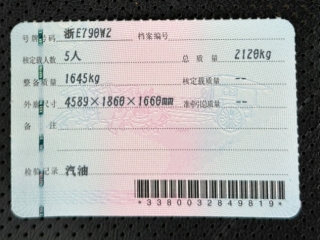 号牌号码 浙E790W2 档案编号
核定载人数 5人 总质量 2120kg
整备质量 1645kg 核定载质量 --
外廓尺寸 4589×1860×1660mm 准牵引总质量 --
备注
检验记录 汽油
*3380032849819*